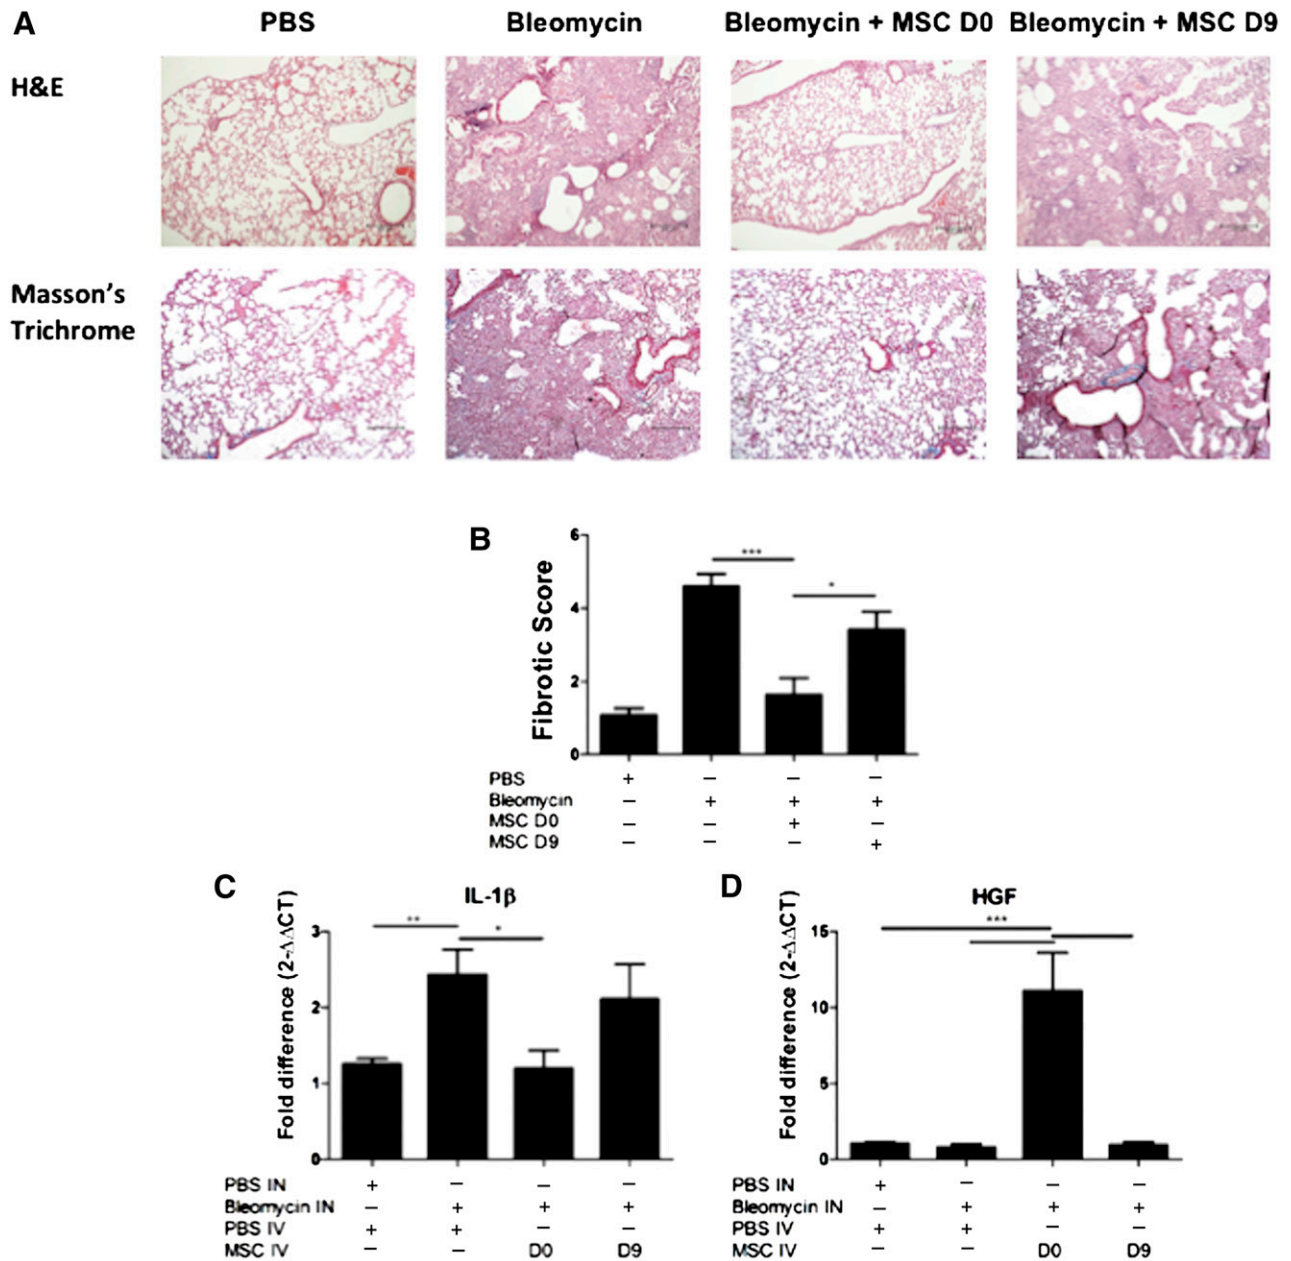 A
PBS
Bleomycin
Bleomycin + MSC D0
Bleomycin + MSC D9
H&E
Masson's
Trichrome
B
Fibrotic Score
6
4
2
0
***
*
PBS + − − −
Bleomycin − + + +
MSC D0 − − + −
MSC D9 − − − +
C
IL-1β
Fold difference (2-ΔΔCT)
3
2
1
0
**
*
PBS IN + − − −
Bleomycin IN − + + +
PBS IV + + − −
MSC IV − − D0 D9
D
HGF
Fold difference (2-ΔΔCT)
15
10
5
0
***
PBS IN + − − −
Bleomycin IN − + + +
PBS IV + + − −
MSC IV − − D0 D9